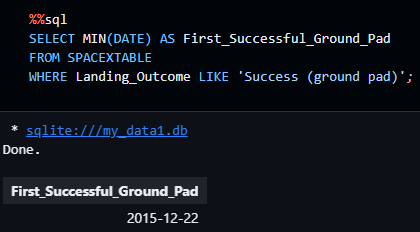 %%sql
SELECT MIN(DATE) AS First_Successful_Ground_Pad
FROM SPACEXTABLE
WHERE Landing_Outcome LIKE 'Success (ground pad)';
* sqlite:///my_data1.db
Done.
First_Successful_Ground_Pad
2015-12-22